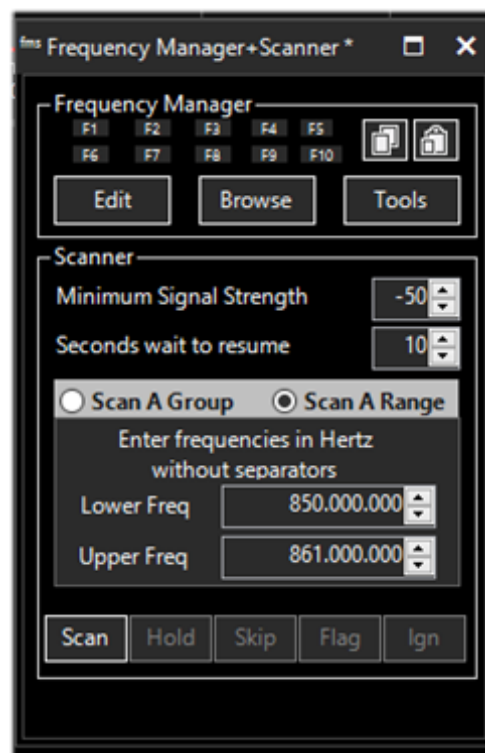 fms Frequency Manager+Scanner *
Frequency Manager
F1 F2 F3 F4 F5
F6 F7 F8 F9 F10
Edit Browse Tools
Scanner
Minimum Signal Strength -50
Seconds wait to resume 10
Scan A Group Scan A Range
Enter frequencies in Hertz
without separators
Lower Freq 850.000.000
Upper Freq 861.000.000
Scan Hold Skip Flag Ign